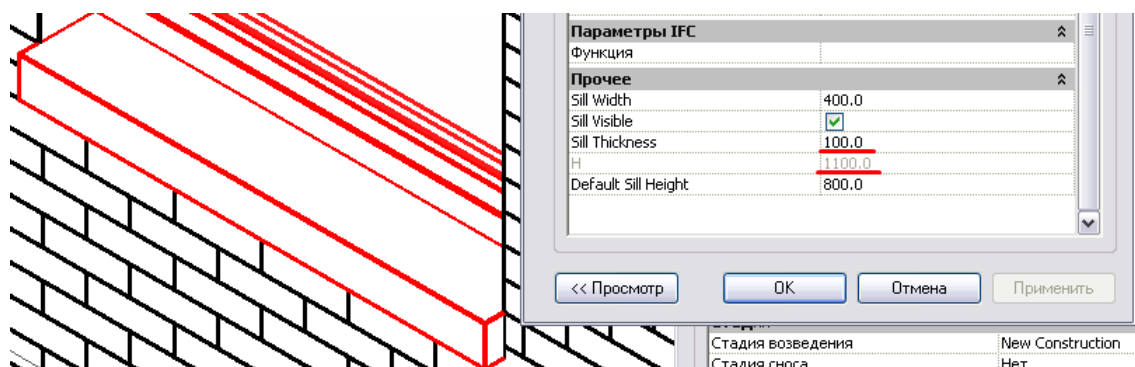 Параметры IFC
Функция
Прочее
Sill Width 400.0
Sill Visible
Sill Thickness 100.0
H 1100.0
Default Sill Height 800.0
<< Просмотр OK Отмена Применить
Стадия возведения New Construction
Стадия сноса Нет